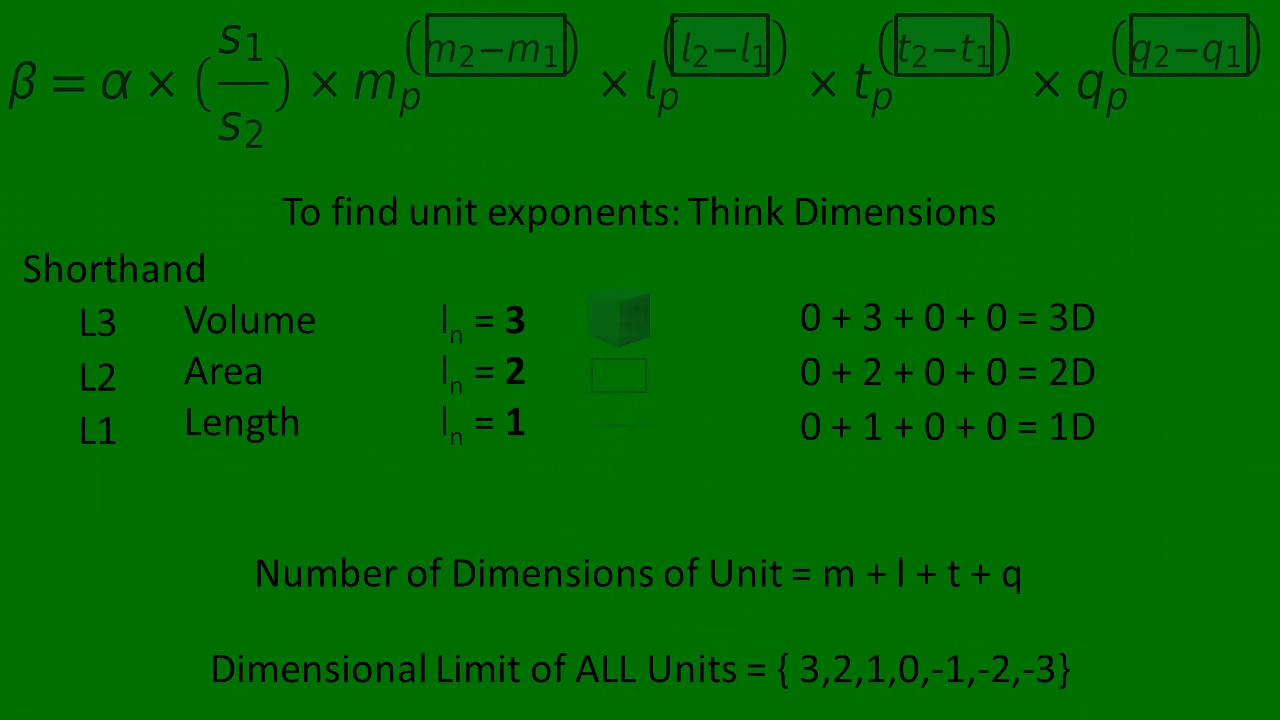 β = α × (s₁/s₂) × mₚ^(m₂−m₁) × lₚ^(l₂−l₁) × tₚ^(t₂−t₁) × qₚ^(q₂−q₁)
To find unit exponents: Think Dimensions
Shorthand
L3 Volume lₙ = 3 0 + 3 + 0 + 0 = 3D
L2 Area lₙ = 2 0 + 2 + 0 + 0 = 2D
L1 Length lₙ = 1 0 + 1 + 0 + 0 = 1D
Number of Dimensions of Unit = m + l + t + q
Dimensional Limit of ALL Units = { 3,2,1,0,-1,-2,-3}